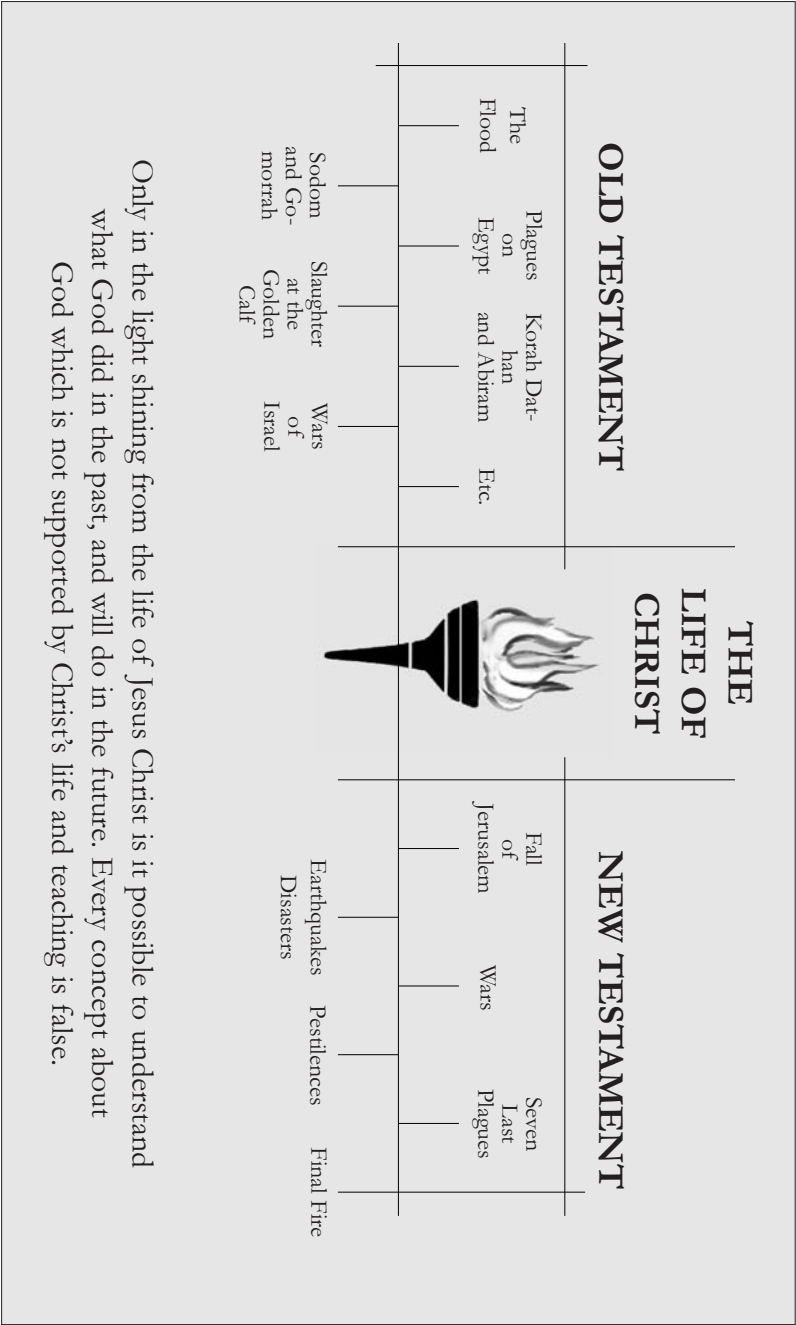 THE
LIFE OF
CHRIST
OLD TESTAMENT
NEW TESTAMENT
The
Flood
Plagues
on
Egypt
Korah Dat-
han
and Abiram
Etc.
Fall
of
Jerusalem
Wars
Seven
Last
Plagues
Sodom
and Go-
morrah
Slaughter
at the
Golden
Calf
Wars
of
Israel
Earthquakes
Disasters
Pestilences
Final Fire
Only in the light shining from the life of Jesus Christ is it possible to understand
what God did in the past, and will do in the future. Every concept about
God which is not supported by Christ’s life and teaching is false.